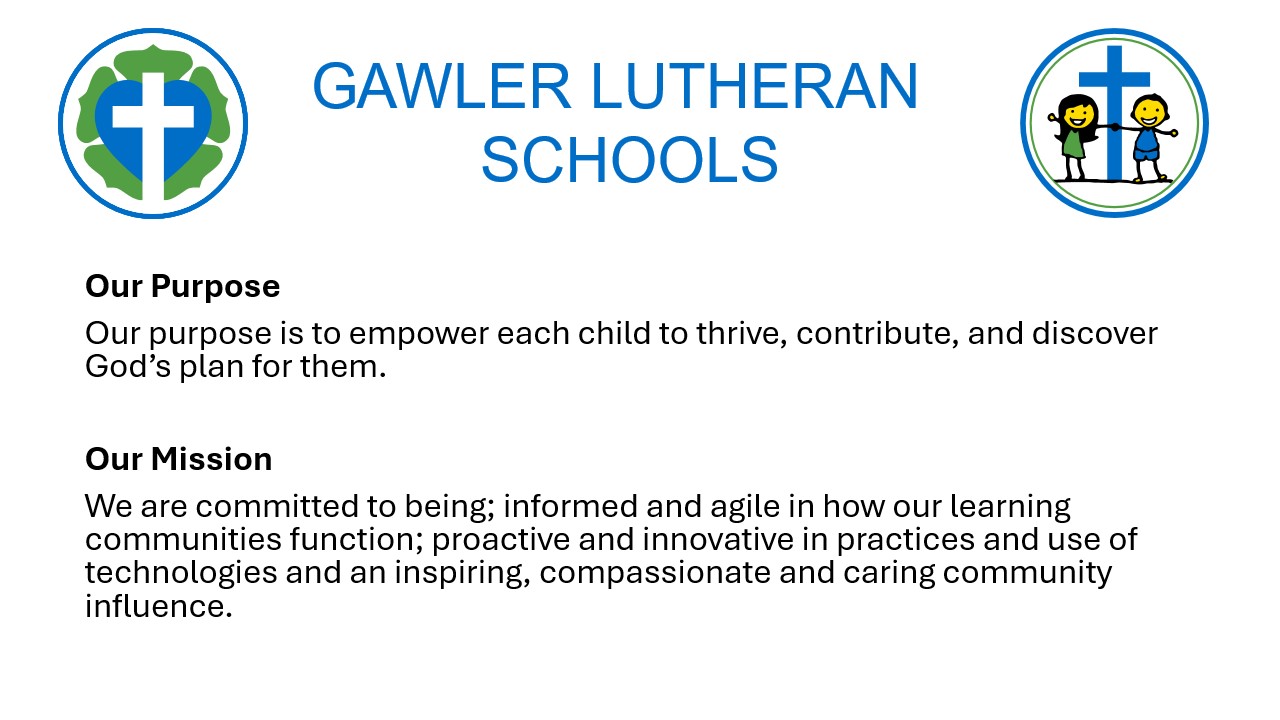 GAWLER LUTHERAN
SCHOOLS
Our Purpose
Our purpose is to empower each child to thrive, contribute, and discover
God’s plan for them.
Our Mission
We are committed to being; informed and agile in how our learning
communities function; proactive and innovative in practices and use of
technologies and an inspiring, compassionate and caring community
influence.